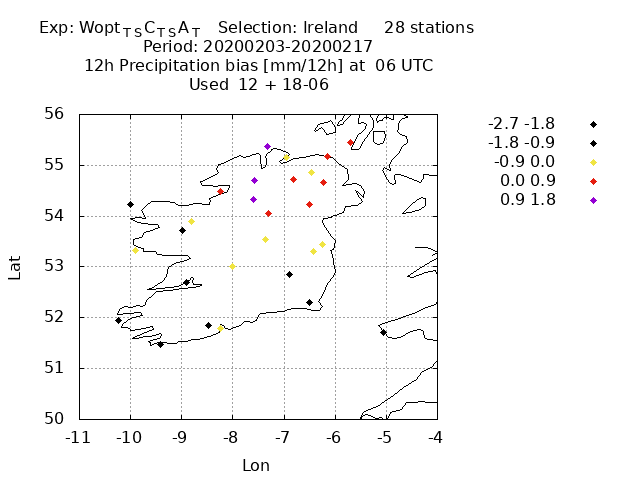 Exp: Wopt_TS C_TS A_T Selection: Ireland 28 stations
Period: 20200203-20200217
12h Precipitation bias [mm/12h] at 06 UTC
Used 12 + 18-06
-2.7 -1.8
-1.8 -0.9
-0.9 0.0
0.0 0.9
0.9 1.8
56
55
54
53
52
51
50
Lat
-11 -10 -9 -8 -7 -6 -5 -4
Lon